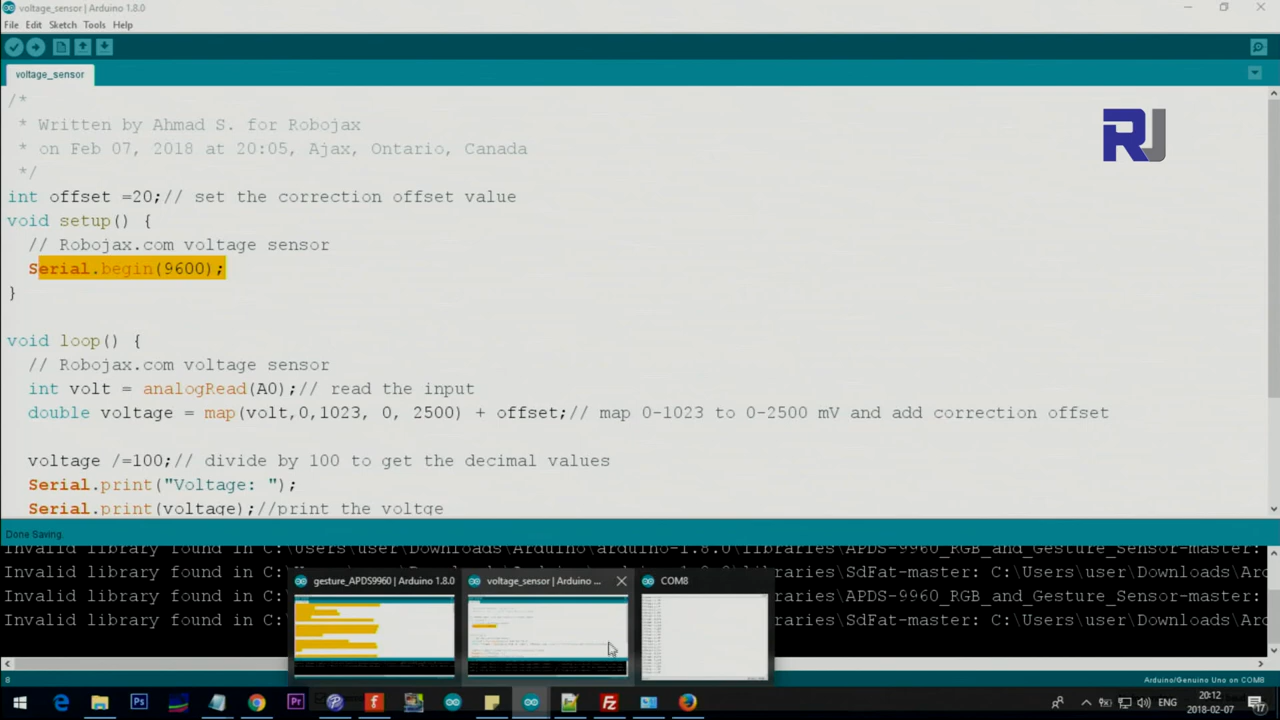 voltage_sensor | Arduino 1.8.0
File Edit Sketch Tools Help
voltage_sensor
/*
* Written by Ahmad S. for Robojax
* on Feb 07, 2018 at 20:05, Ajax, Ontario, Canada
*/
int offset =20;// set the correction offset value
void setup() {
// Robojax.com voltage sensor
Serial.begin(9600);
}
void loop() {
// Robojax.com voltage sensor
int volt = analogRead(A0);// read the input
double voltage = map(volt,0,1023, 0, 2500) + offset;// map 0-1023 to 0-2500 mV and add correction offset
voltage /=100;// divide by 100 to get the decimal values
Serial.print("Voltage: ");
Serial.print(voltage);//print the voltge
RJ
Done Saving.
Invalid library found in C:\Users\user\Downloads\Arduino\arduino-1.8.0\libraries\APDS-9960_RGB_and_Gesture_Sensor-master:
Invalid library found in C: libraries\SdFat-master: C:\Users\user\Downloads\Ard
Invalid library found in C: APDS-9960_RGB_and_Gesture_Sensor-master:
Invalid library found in C: \SdFat-master: C:\Users\user\Downloads\Ard
gesture_APDS9960 | Arduino 1.8.0
voltage_sensor | Arduino ...
COM8
8
Arduino/Genuino Uno on COM8
Ps
Pr
Fz
ENG
20:12
2018-02-07
17